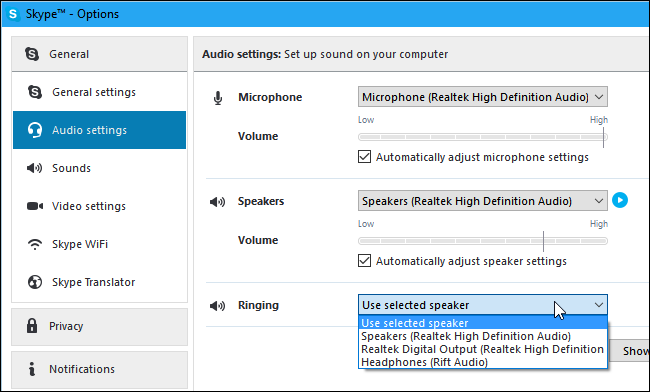 Skype™ - Options
General
General settings
Audio settings
Sounds
Video settings
Skype WiFi
Skype Translator
Privacy
Notifications
Audio settings: Set up sound on your computer
Microphone Microphone (Realtek High Definition Audio)
Low High
Volume
Automatically adjust microphone settings
Speakers Speakers (Realtek High Definition Audio)
Low High
Volume
Automatically adjust speaker settings
Ringing Use selected speaker
Use selected speaker
Speakers (Realtek High Definition Audio)
Realtek Digital Output (Realtek High Definition
Headphones (Rift Audio)
Show